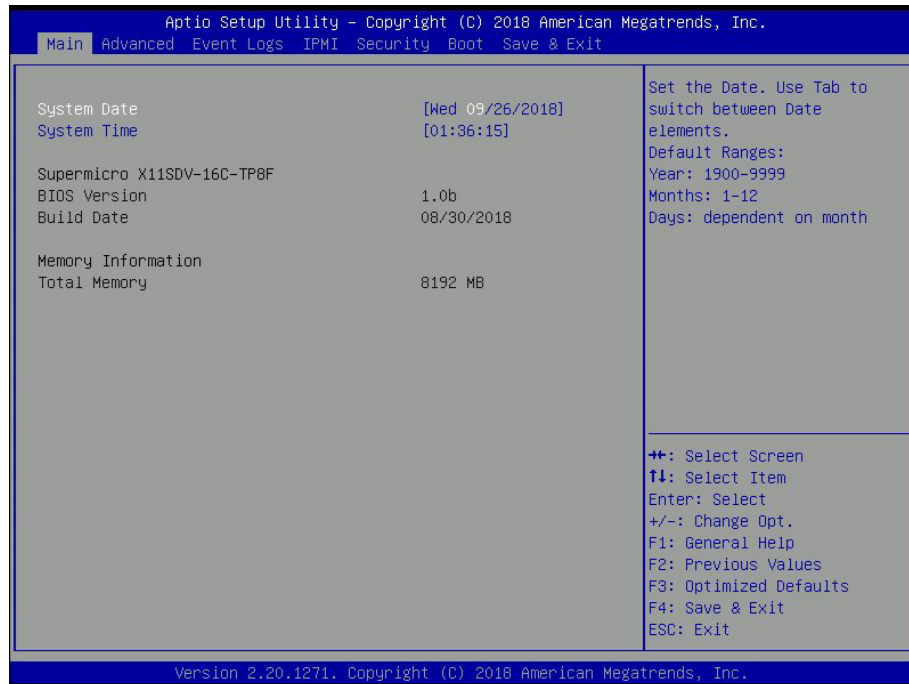 Aptio Setup Utility – Copyright (C) 2018 American Megatrends, Inc.
Main Advanced Event Logs IPMI Security Boot Save & Exit
System Date [Wed 09/26/2018]
System Time [01:36:15]
Supermicro X11SDV-16C-TP8F
BIOS Version 1.0b
Build Date 08/30/2018
Memory Information
Total Memory 8192 MB
Set the Date. Use Tab to
switch between Date
elements.
Default Ranges:
Year: 1900-9999
Months: 1-12
Days: dependent on month
→←: Select Screen
↑↓: Select Item
Enter: Select
+/-: Change Opt.
F1: General Help
F2: Previous Values
F3: Optimized Defaults
F4: Save & Exit
ESC: Exit
Version 2.20.1271. Copyright (C) 2018 American Megatrends, Inc.